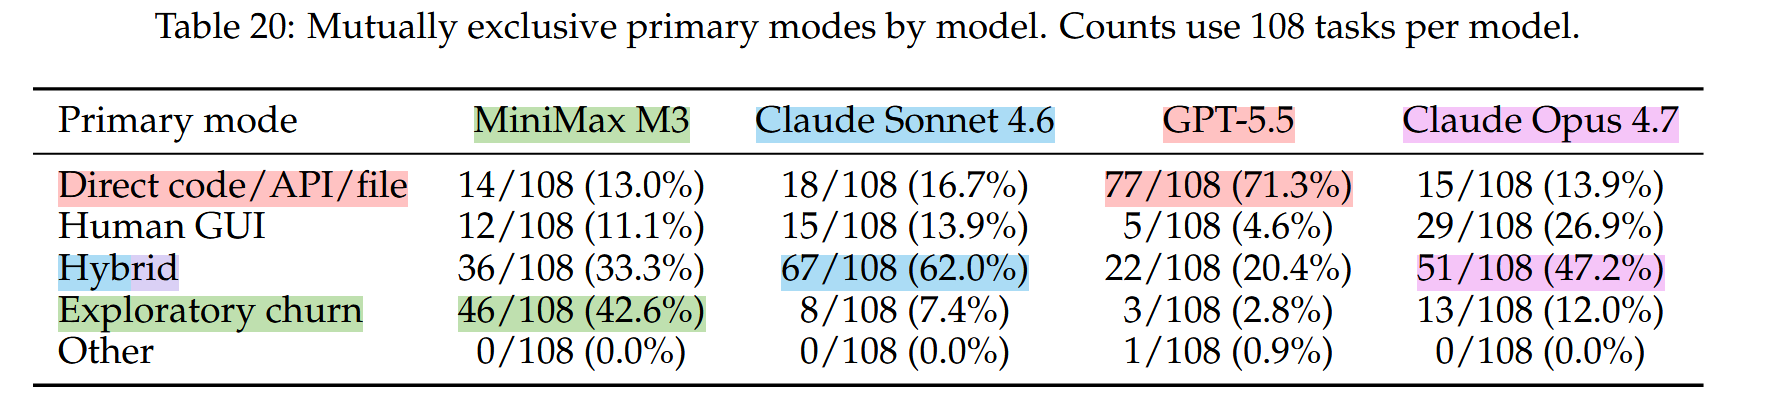 Table 20: Mutually exclusive primary modes by model. Counts use 108 tasks per model.
Primary mode MiniMax M3 Claude Sonnet 4.6 GPT-5.5 Claude Opus 4.7
Direct code/API/file 14/108 (13.0%) 18/108 (16.7%) 77/108 (71.3%) 15/108 (13.9%)
Human GUI 12/108 (11.1%) 15/108 (13.9%) 5/108 (4.6%) 29/108 (26.9%)
Hybrid 36/108 (33.3%) 67/108 (62.0%) 22/108 (20.4%) 51/108 (47.2%)
Exploratory churn 46/108 (42.6%) 8/108 (7.4%) 3/108 (2.8%) 13/108 (12.0%)
Other 0/108 (0.0%) 0/108 (0.0%) 1/108 (0.9%) 0/108 (0.0%)